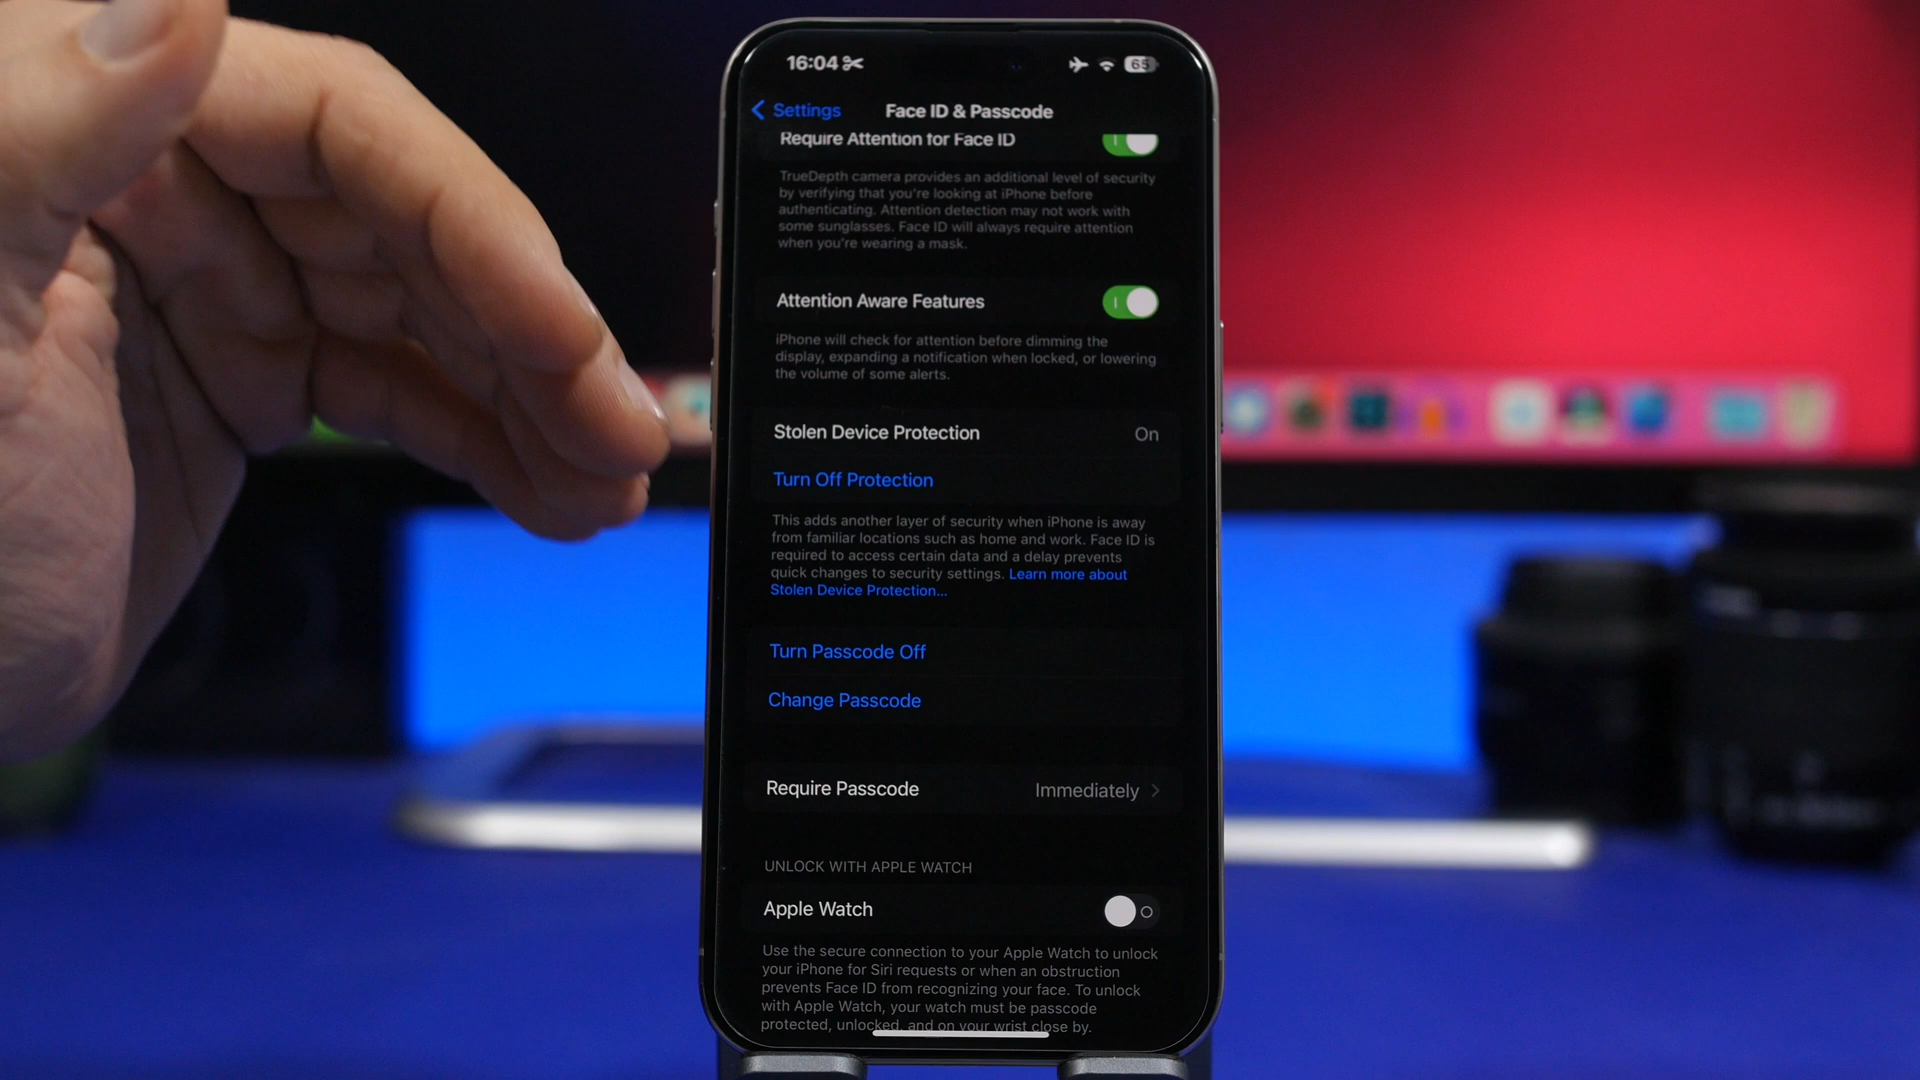 16:04
65
Settings
Face ID & Passcode
Require Attention for Face ID
TrueDepth camera provides an additional level of security
by verifying that you're looking at iPhone before
authenticating. Attention detection may not work with
some sunglasses. Face ID will always require attention
when you're wearing a mask.
Attention Aware Features
iPhone will check for attention before dimming the
display, expanding a notification when locked, or lowering
the volume of some alerts.
Stolen Device Protection
On
Turn Off Protection
This adds another layer of security when iPhone is away
from familiar locations such as home and work. Face ID is
required to access certain data and a delay prevents
quick changes to security settings. Learn more about
Stolen Device Protection...
Turn Passcode Off
Change Passcode
Require Passcode
Immediately
UNLOCK WITH APPLE WATCH
Apple Watch
Use the secure connection to your Apple Watch to unlock
your iPhone for Siri requests or when an obstruction
prevents Face ID from recognizing your face. To unlock
with Apple Watch, your watch must be passcode
protected, unlocked, and on your wrist close by.